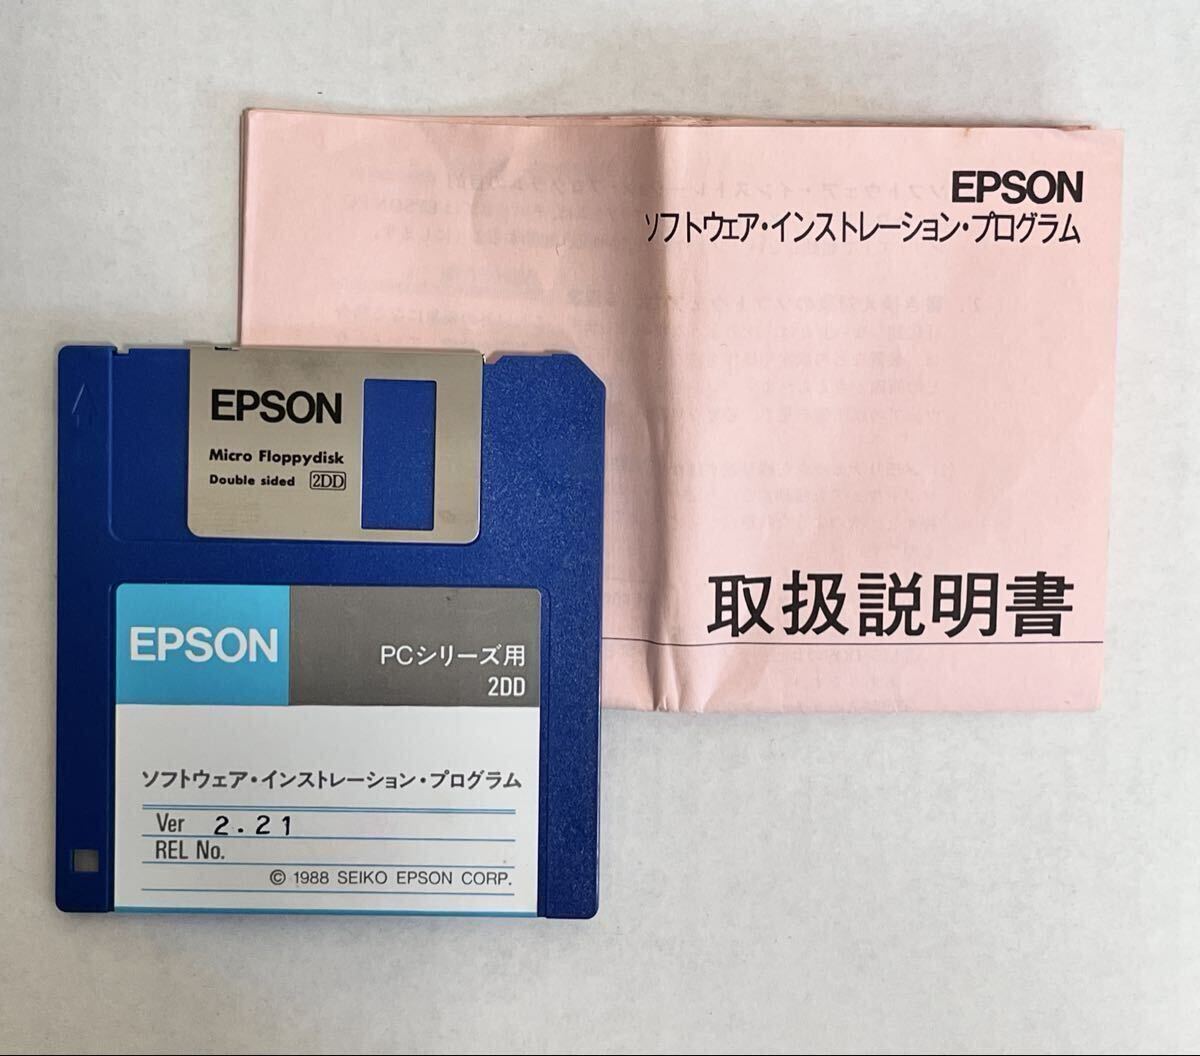 EPSON
ソフトウェア・インストレーション・プログラム
取扱説明書
EPSON
Micro Floppydisk
Double sided 2DD
EPSON
PCシリーズ用
2DD
ソフトウェア・インストレーション・プログラム
Ver 2.21
REL No.
© 1988 SEIKO EPSON CORP.